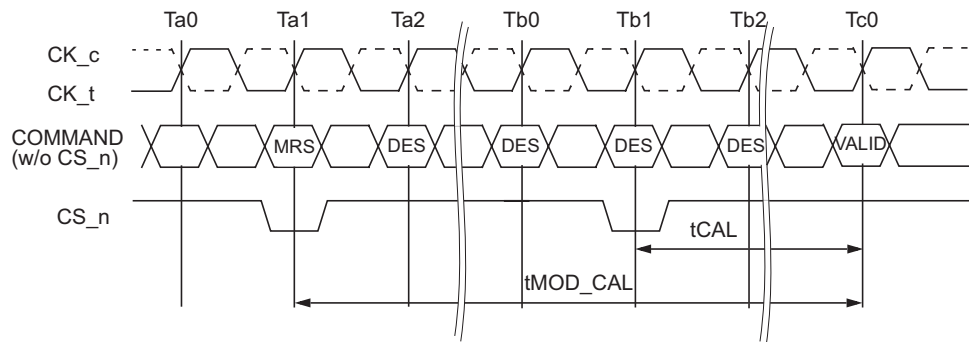 Ta0 Ta1 Ta2 Tb0 Tb1 Tb2 Tc0
CK_c
CK_t
COMMAND
(w/o CS_n)
MRS DES DES DES DES VALID
CS_n
tCAL
tMOD_CAL